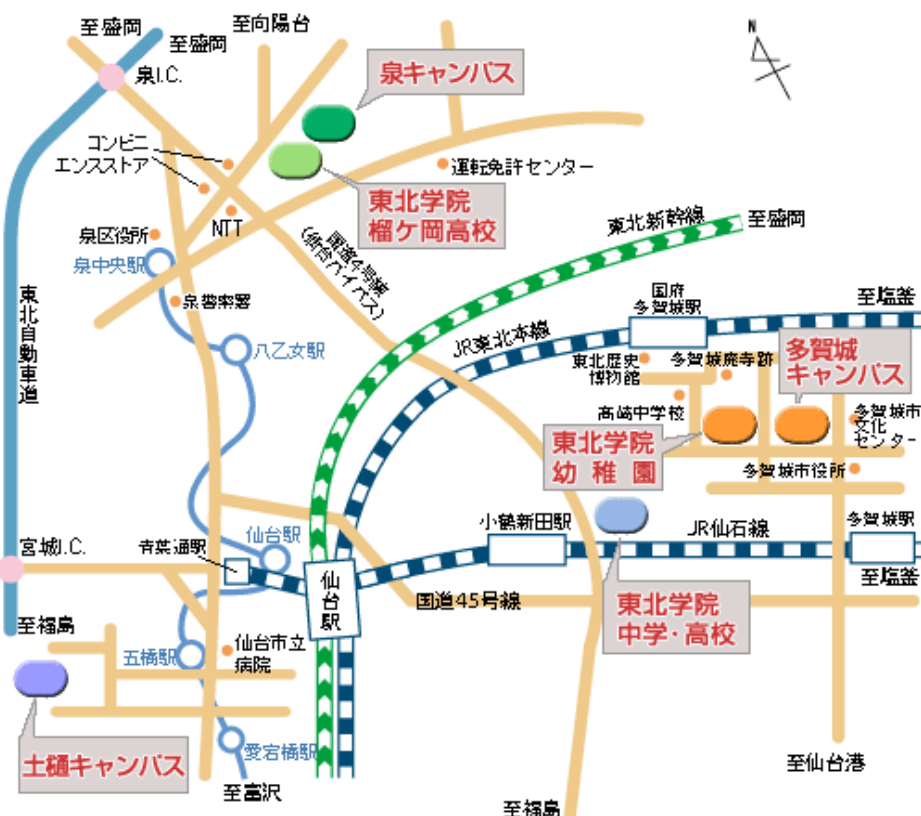 至盛岡
至盛岡
至向陽台
N
泉I.C.
泉キャンパス
コンビニ
エンスストア
運転免許センター
東北学院
榴ケ岡高校
NTT
泉区役所
泉中央駅
国道4号線
(仙台バイパス)
東北新幹線
至盛岡
泉警察署
東北自動車道
国府
多賀城駅
至塩釜
八乙女駅
JR東北本線
東北歴史
博物館
多賀城廃寺跡
多賀城
キャンパス
高崎中学校
多賀城市
文化
センター
東北学院
幼稚園
多賀城市役所
小鶴新田駅
JR仙石線
多賀城駅
宮城I.C.
青葉通駅
仙台駅
仙台駅
至塩釜
国道45号線
東北学院
中学・高校
至福島
五橋駅
仙台市立
病院
土樋キャンパス
愛宕橋駅
至富沢
至仙台港
至福島